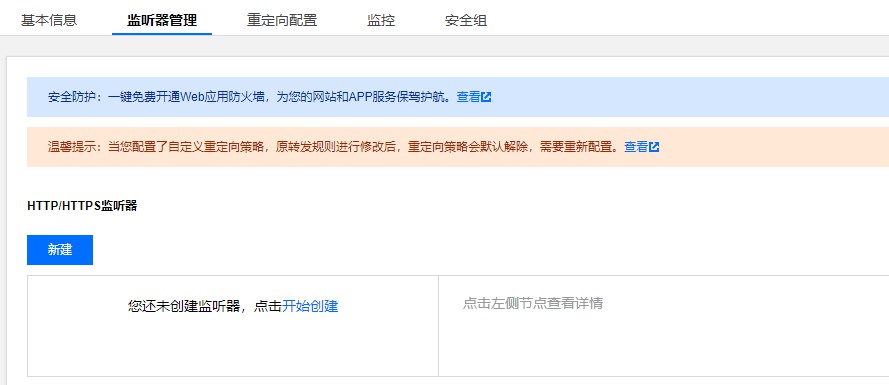 基本信息 监听器管理 重定向配置 监控 安全组
安全防护：一键免费开通Web应用防火墙，为您的网站和APP服务保驾护航。查看
温馨提示：当您配置了自定义重定向策略，原转发规则进行修改后，重定向策略会默认解除，需要重新配置。查看
HTTP/HTTPS监听器
新建
您还未创建监听器，点击开始创建
点击左侧节点查看详情